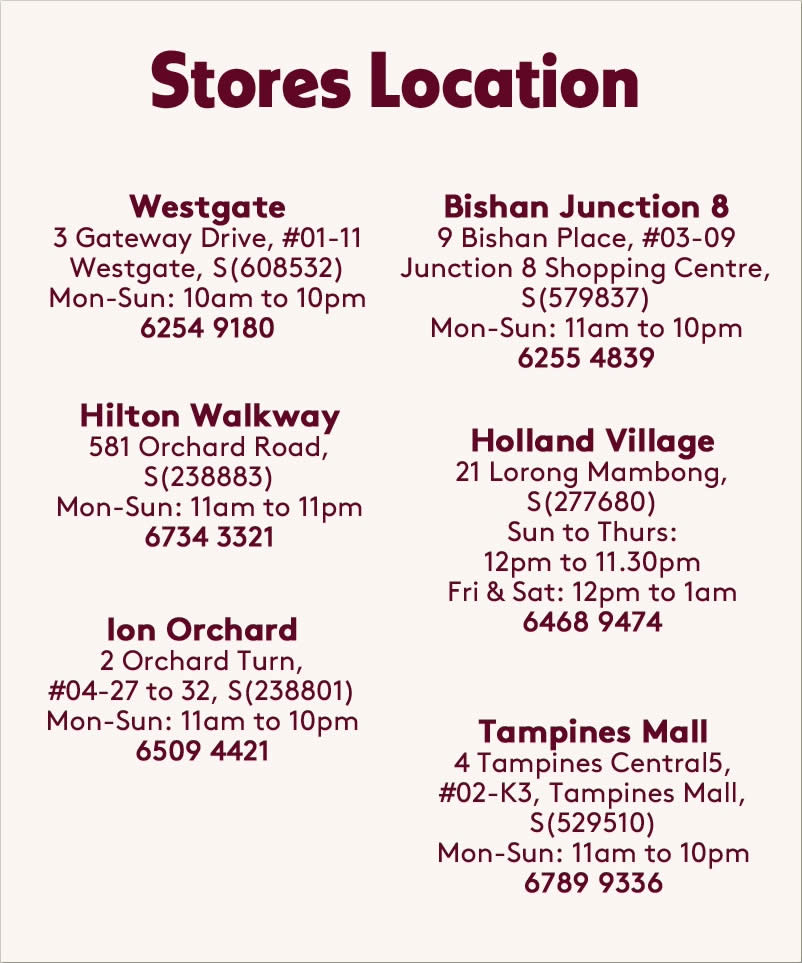 Stores Location
Westgate
3 Gateway Drive, #01-11
Westgate, S(608532)
Mon-Sun: 10am to 10pm
6254 9180
Hilton Walkway
581 Orchard Road,
S(238883)
Mon-Sun: 11am to 11pm
6734 3321
Ion Orchard
2 Orchard Turn,
#04-27 to 32, S(238801)
Mon-Sun: 11am to 10pm
6509 4421
Bishan Junction 8
9 Bishan Place, #03-09
Junction 8 Shopping Centre,
S(579837)
Mon-Sun: 11am to 10pm
6255 4839
Holland Village
21 Lorong Mambong,
S(277680)
Sun to Thurs:
12pm to 11.30pm
Fri & Sat: 12pm to 1am
6468 9474
Tampines Mall
4 Tampines Central5,
#02-K3, Tampines Mall,
S(529510)
Mon-Sun: 11am to 10pm
6789 9336